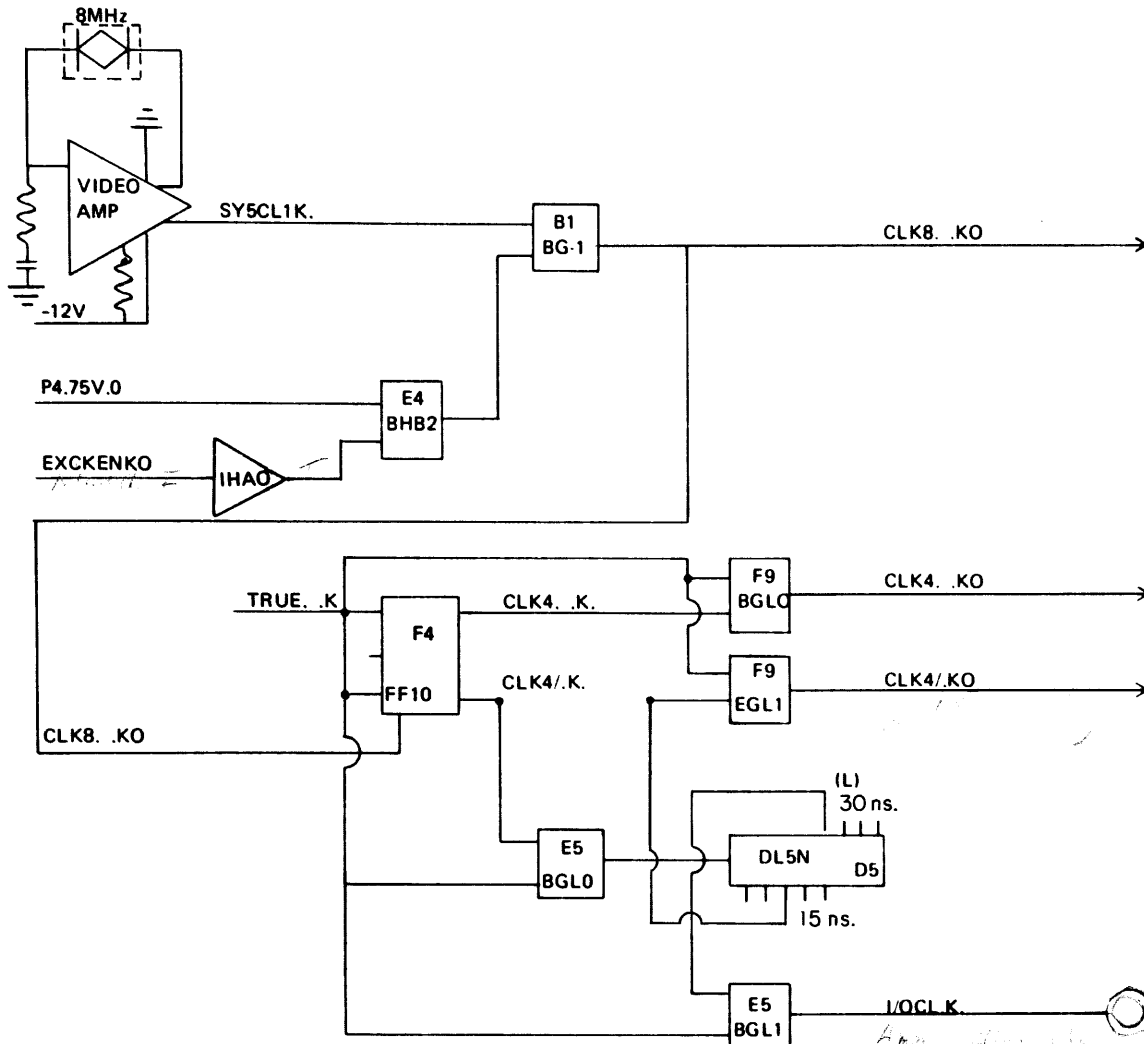 8MHz
VIDEO
AMP
SY5CL1K.
B1
BG-1
CLK8. .KO
-12V
P4.75V.0
E4
BHB2
EXCKENKO
IHAO
TRUE. .K
F4
FF10
CLK4. .K.
CLK4/.K.
F9
BGLO
CLK4. .KO
F9
EGL1
CLK4/.KO
CLK8. .KO
(L)
30 ns.
E5
BGL0
DL5N
D5
15 ns.
E5
BGL1
I/OCL.K.